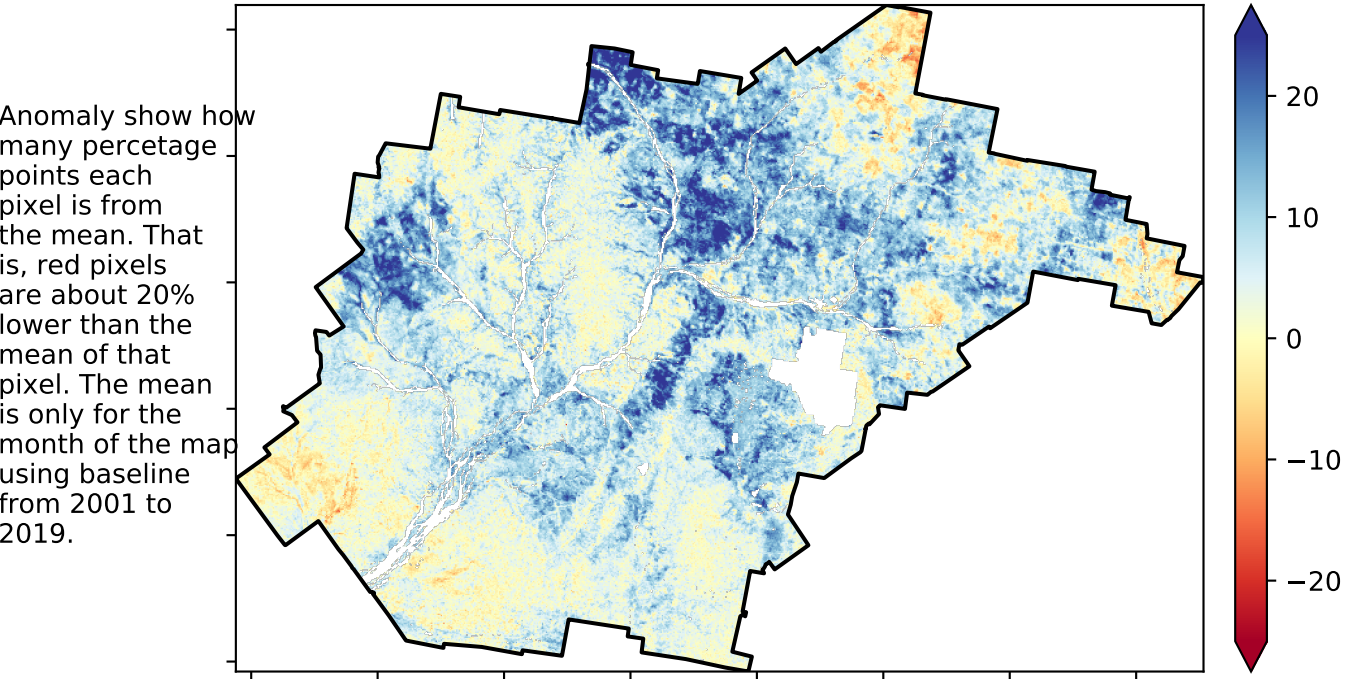 Anomaly show how
many percetage
points each
pixel is from
the mean. That
is, red pixels
are about 20%
lower than the
mean of that
pixel. The mean
is only for the
month of the map
using baseline
from 2001 to
2019.
20
10
0
−10
−20